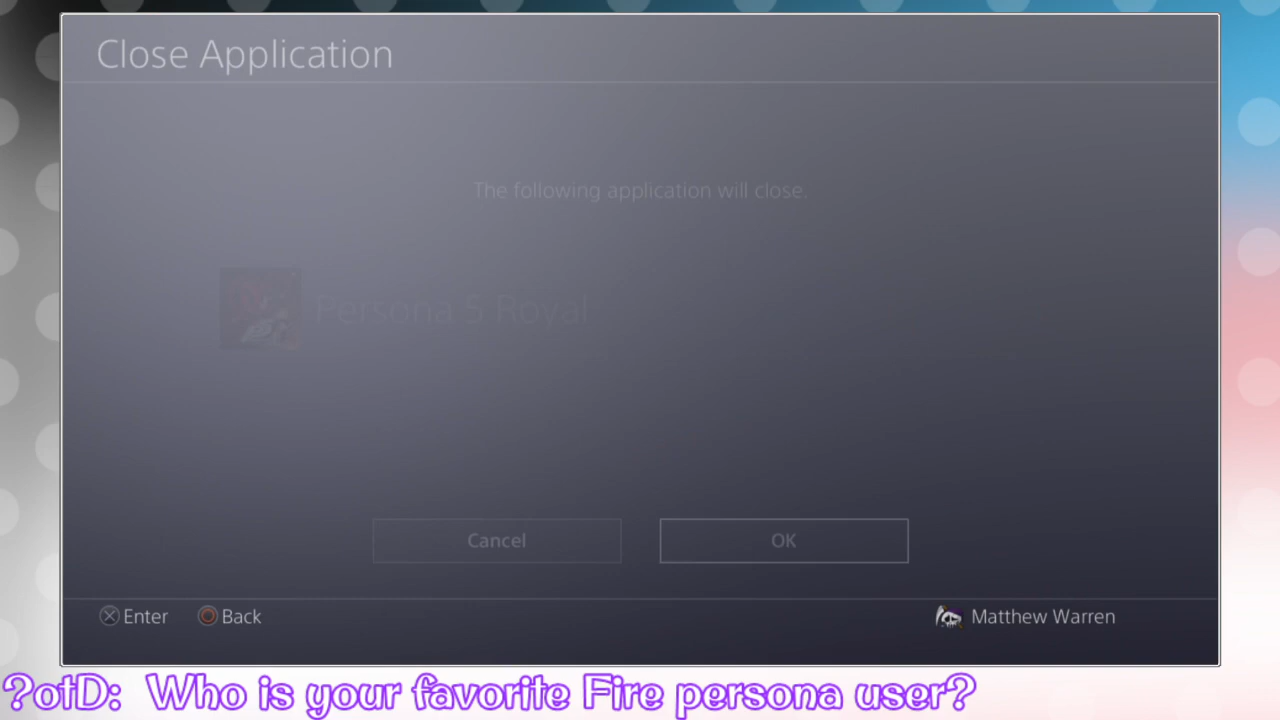 Close Application
The following application will close.
Persona 5 Royal
Cancel
OK
Enter
Back
Matthew Warren
?otD: Who is your favorite Fire persona user?